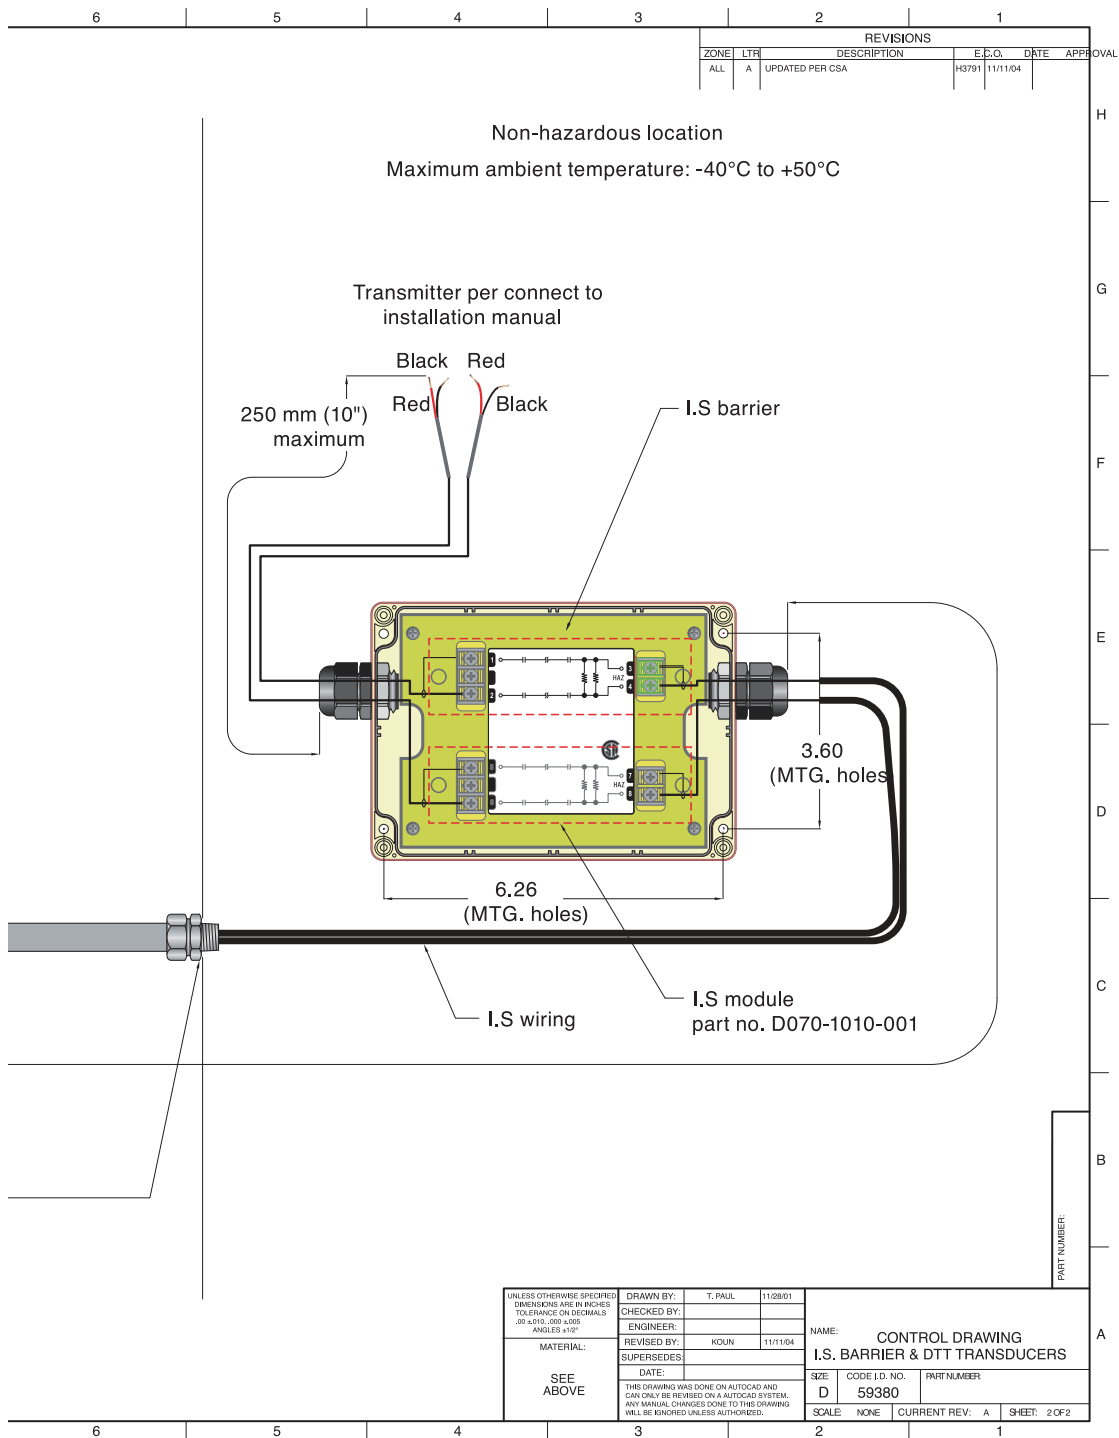 6 5 4 3 2 1
REVISIONS
ZONE LTR DESCRIPTION E.C.O. DATE APPROVAL
ALL A UPDATED PER CSA H3791 11/11/04
H
Non-hazardous location
Maximum ambient temperature: -40°C to +50°C
G
Transmitter per connect to
installation manual
Black Red
Red Black
250 mm (10")
maximum
I.S barrier
F
E
1
2
3
4
HAZ
3.60
(MTG. holes
7
8
HAZ
D
6.26
(MTG. holes)
I.S module
part no. D070-1010-001
I.S wiring
C
B
PART NUMBER:
UNLESS OTHERWISE SPECIFIED
DIMENSIONS ARE IN INCHES
TOLERANCE ON DECIMALS
.00 ±.010, .000 ±.005
ANGLES ±1/2°
MATERIAL:
SEE
ABOVE
DRAWN BY: T. PAUL 11/28/01
CHECKED BY:
ENGINEER:
REVISED BY: KOUN 11/11/04
SUPERSEDES:
DATE:
THIS DRAWING WAS DONE ON AUTOCAD AND
CAN ONLY BE REVISED ON A AUTOCAD SYSTEM.
ANY MANUAL CHANGES DONE TO THIS DRAWING
WILL BE IGNORED UNLESS AUTHORIZED.
NAME:
CONTROL DRAWING
I.S. BARRIER & DTT TRANSDUCERS
SIZE CODE I.D. NO. PART NUMBER:
D 59380
SCALE: NONE CURRENT REV: A SHEET: 2 OF 2
A
6 5 4 3 2 1